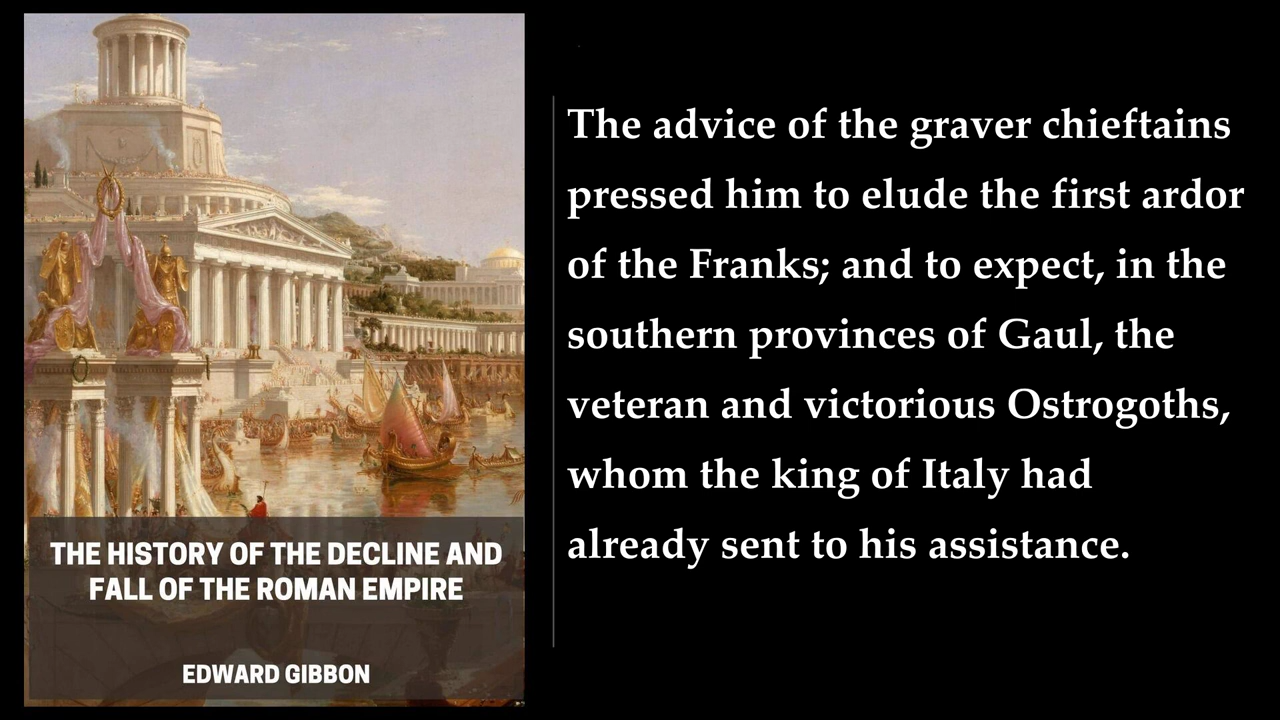 THE HISTORY OF THE DECLINE AND
FALL OF THE ROMAN EMPIRE
EDWARD GIBBON
The advice of the graver chieftains
pressed him to elude the first ardor
of the Franks; and to expect, in the
southern provinces of Gaul, the
veteran and victorious Ostrogoths,
whom the king of Italy had
already sent to his assistance.